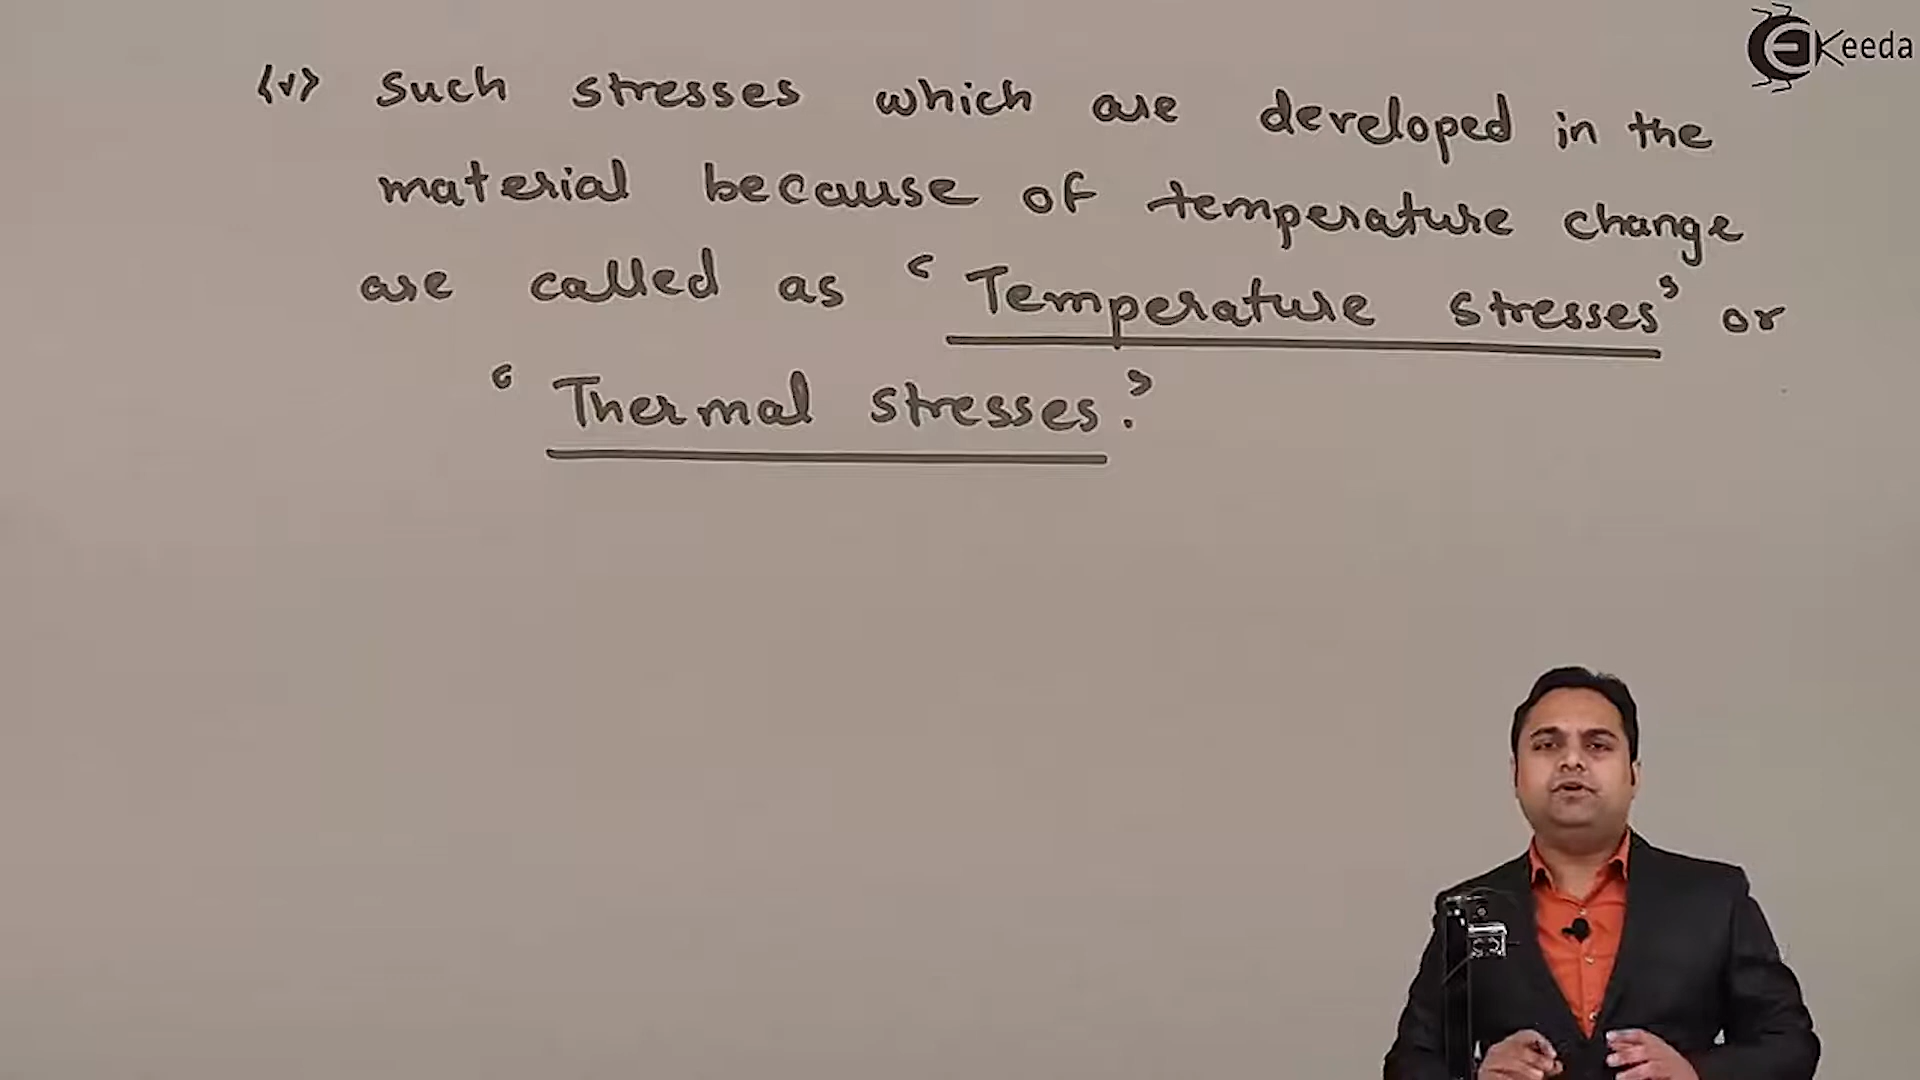 Ekeeda
(v) Such stresses which are developed in the
material because of temperature change
are called as ‘Temperature stresses’ or
‘Thermal stresses.’